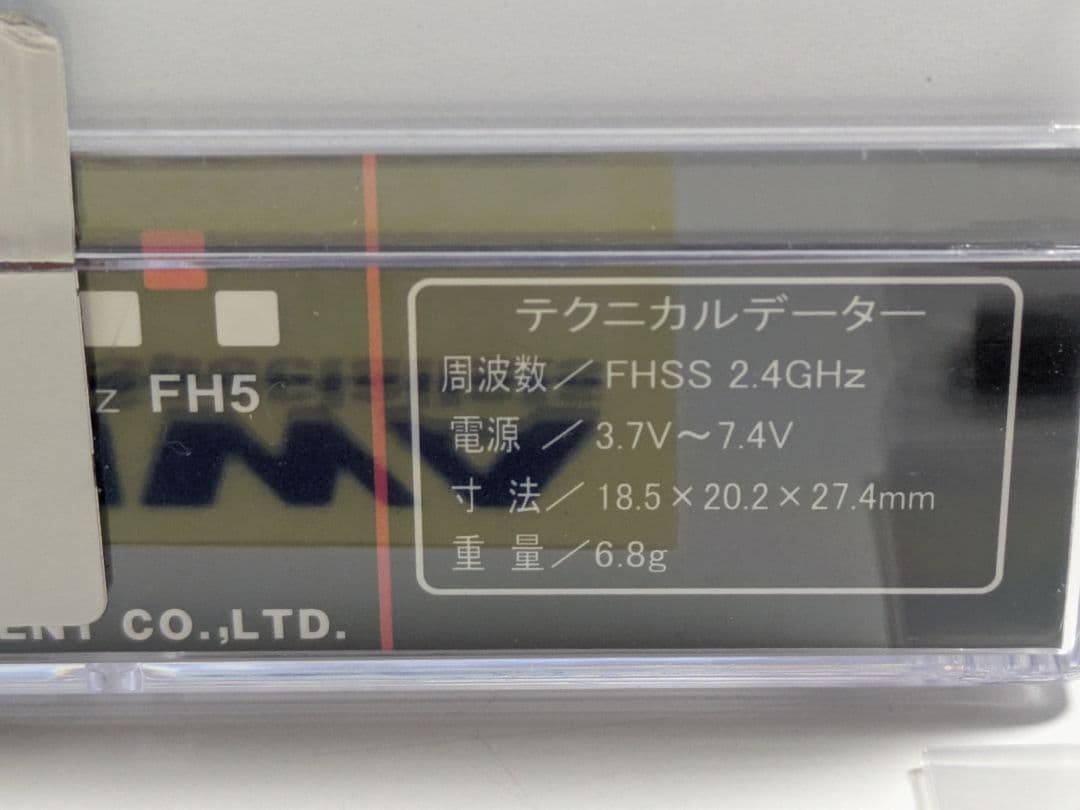 テクニカルデーター
周波数／FHSS 2.4GHz
電源 ／ 3.7V～7.4V
寸 法／ 18.5×20.2×27.4mm
重 量／6.8g
z FH5
ENT CO.,LTD.